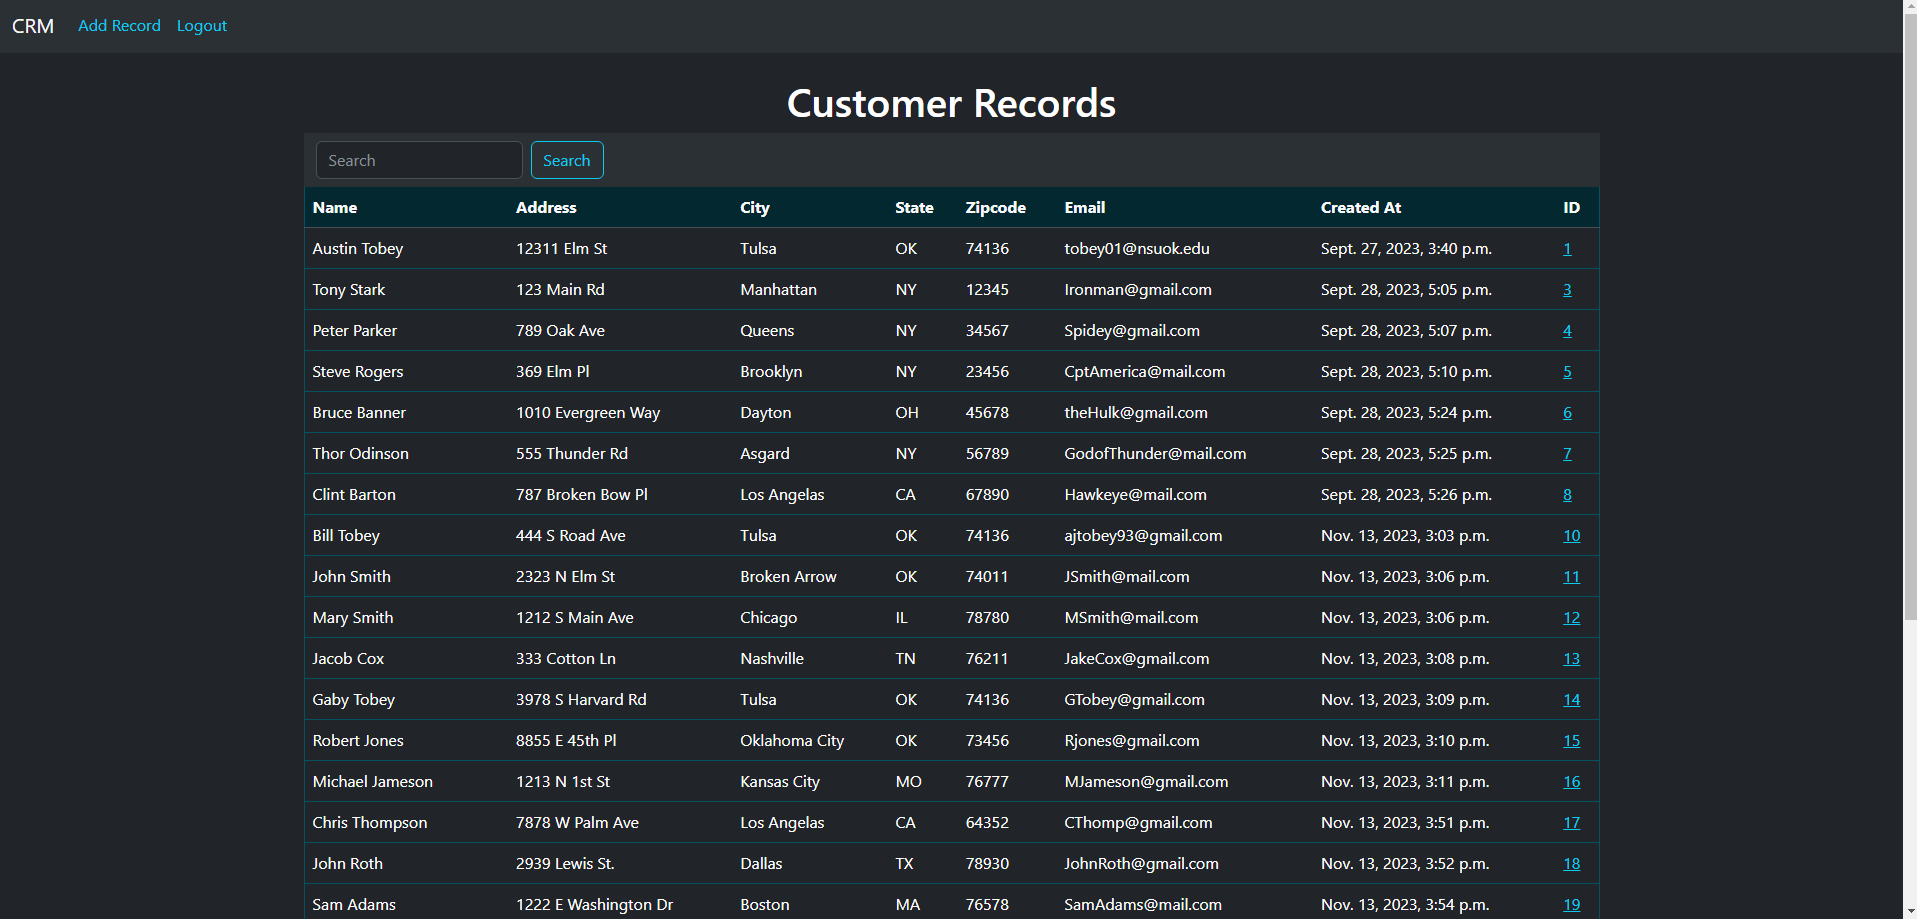 CRM Add Record Logout
Customer Records
Search Search
Name Address City State Zipcode Email Created At ID
Austin Tobey 12311 Elm St Tulsa OK 74136 tobey01@nsuok.edu Sept. 27, 2023, 3:40 p.m. 1
Tony Stark 123 Main Rd Manhattan NY 12345 Ironman@gmail.com Sept. 28, 2023, 5:05 p.m. 3
Peter Parker 789 Oak Ave Queens NY 34567 Spidey@gmail.com Sept. 28, 2023, 5:07 p.m. 4
Steve Rogers 369 Elm Pl Brooklyn NY 23456 CptAmerica@mail.com Sept. 28, 2023, 5:10 p.m. 5
Bruce Banner 1010 Evergreen Way Dayton OH 45678 theHulk@gmail.com Sept. 28, 2023, 5:24 p.m. 6
Thor Odinson 555 Thunder Rd Asgard NY 56789 GodofThunder@mail.com Sept. 28, 2023, 5:25 p.m. 7
Clint Barton 787 Broken Bow Pl Los Angelas CA 67890 Hawkeye@mail.com Sept. 28, 2023, 5:26 p.m. 8
Bill Tobey 444 S Road Ave Tulsa OK 74136 ajtobey93@gmail.com Nov. 13, 2023, 3:03 p.m. 10
John Smith 2323 N Elm St Broken Arrow OK 74011 JSmith@mail.com Nov. 13, 2023, 3:06 p.m. 11
Mary Smith 1212 S Main Ave Chicago IL 78780 MSmith@mail.com Nov. 13, 2023, 3:06 p.m. 12
Jacob Cox 333 Cotton Ln Nashville TN 76211 JakeCox@gmail.com Nov. 13, 2023, 3:08 p.m. 13
Gaby Tobey 3978 S Harvard Rd Tulsa OK 74136 GTobey@gmail.com Nov. 13, 2023, 3:09 p.m. 14
Robert Jones 8855 E 45th Pl Oklahoma City OK 73456 Rjones@gmail.com Nov. 13, 2023, 3:10 p.m. 15
Michael Jameson 1213 N 1st St Kansas City MO 76777 MJameson@gmail.com Nov. 13, 2023, 3:11 p.m. 16
Chris Thompson 7878 W Palm Ave Los Angelas CA 64352 CThomp@gmail.com Nov. 13, 2023, 3:51 p.m. 17
John Roth 2939 Lewis St. Dallas TX 78930 JohnRoth@gmail.com Nov. 13, 2023, 3:52 p.m. 18
Sam Adams 1222 E Washington Dr Boston MA 76578 SamAdams@mail.com Nov. 13, 2023, 3:54 p.m. 19